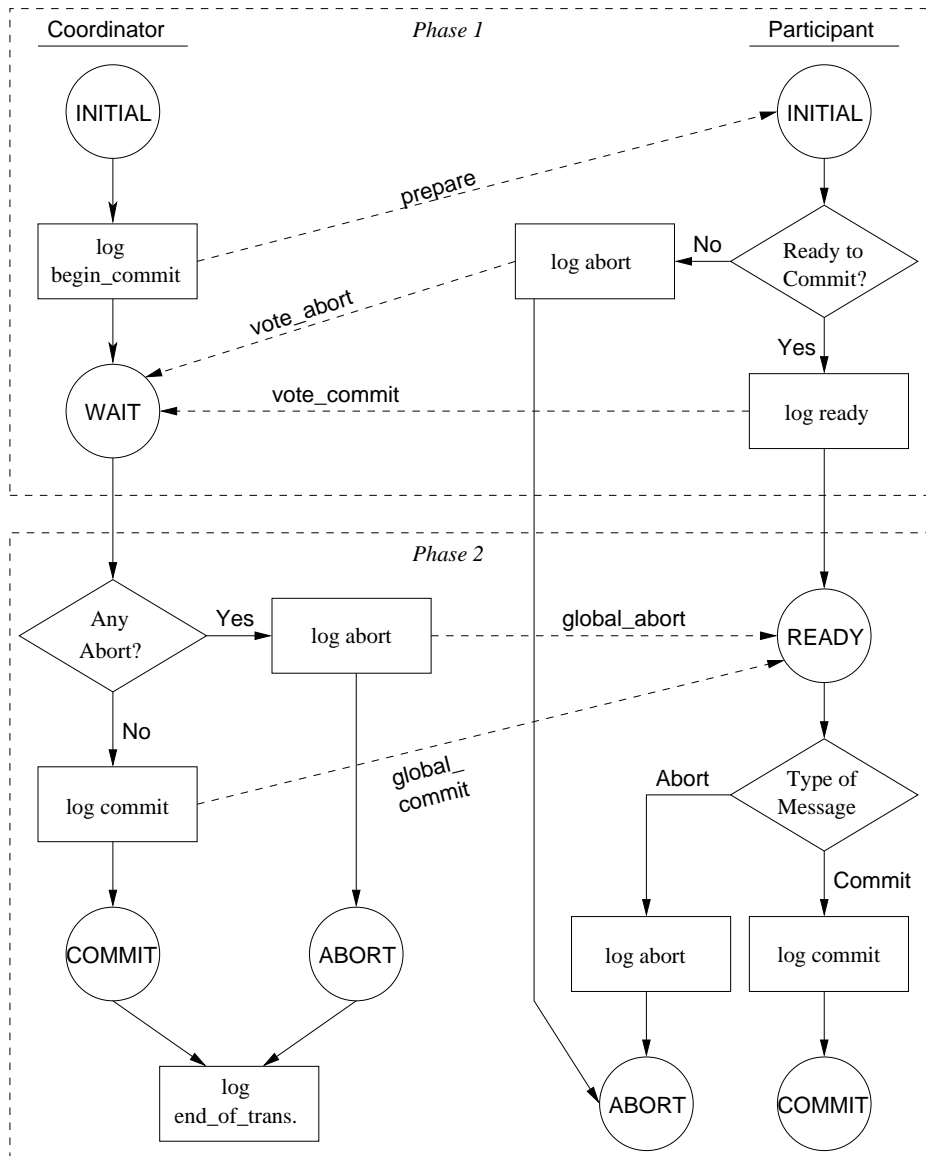 Coordinator
Phase 1
Participant
INITIAL
INITIAL
prepare
log
begin_commit
log abort
No
Ready to
Commit?
vote_abort
Yes
WAIT
vote_commit
log ready
Phase 2
Any
Abort?
Yes
log abort
global_abort
READY
No
log commit
global_
commit
Abort
Type of
Message
Commit
COMMIT
ABORT
log abort
log commit
log
end_of_trans.
ABORT
COMMIT